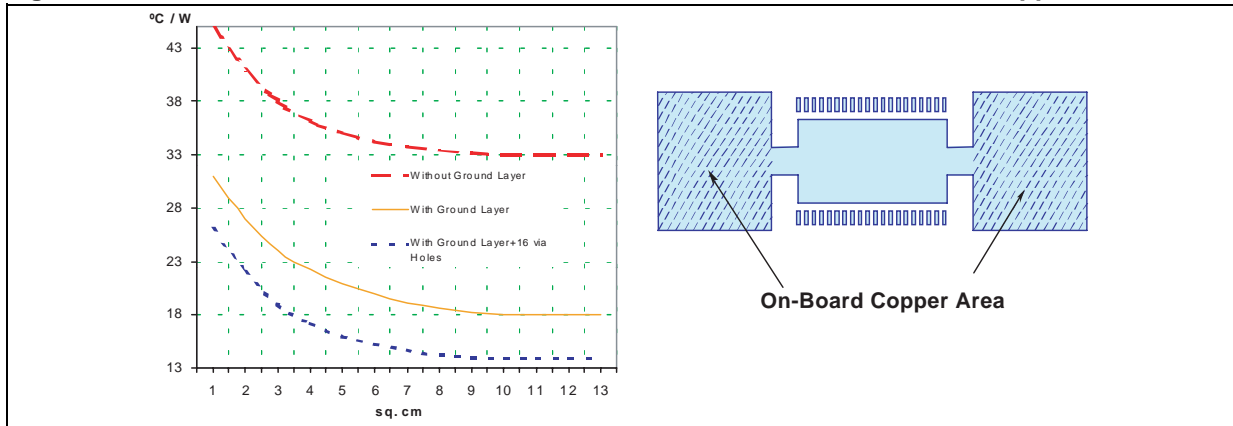 ºC / W
43
38
33
28
23
18
13
Without Ground Layer
With Ground Layer
With Ground Layer+16 via
Holes
1 2 3 4 5 6 7 8 9 10 11 12 13
sq. cm
On-Board Copper Area